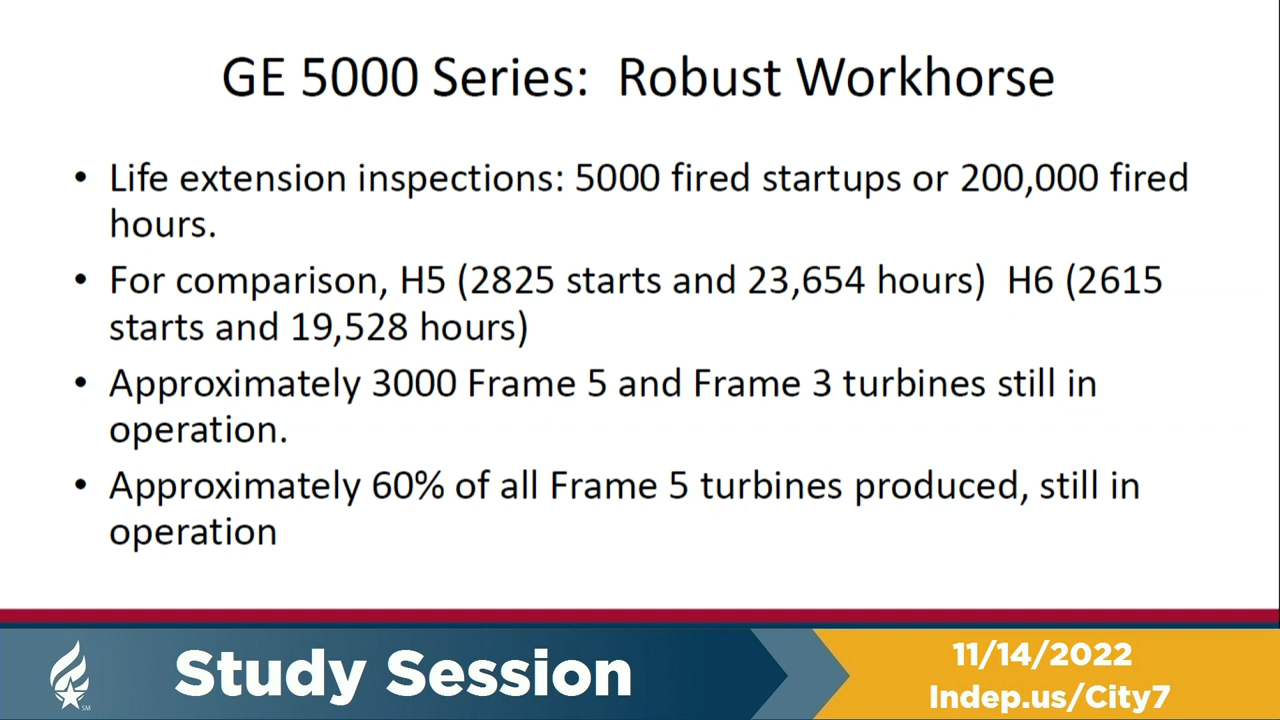 GE 5000 Series:  Robust Workhorse
• Life extension inspections: 5000 fired startups or 200,000 fired
hours.
• For comparison, H5 (2825 starts and 23,654 hours)  H6 (2615
starts and 19,528 hours)
• Approximately 3000 Frame 5 and Frame 3 turbines still in
operation.
• Approximately 60% of all Frame 5 turbines produced, still in
operation
Study Session
11/14/2022
Indep.us/City7
SM